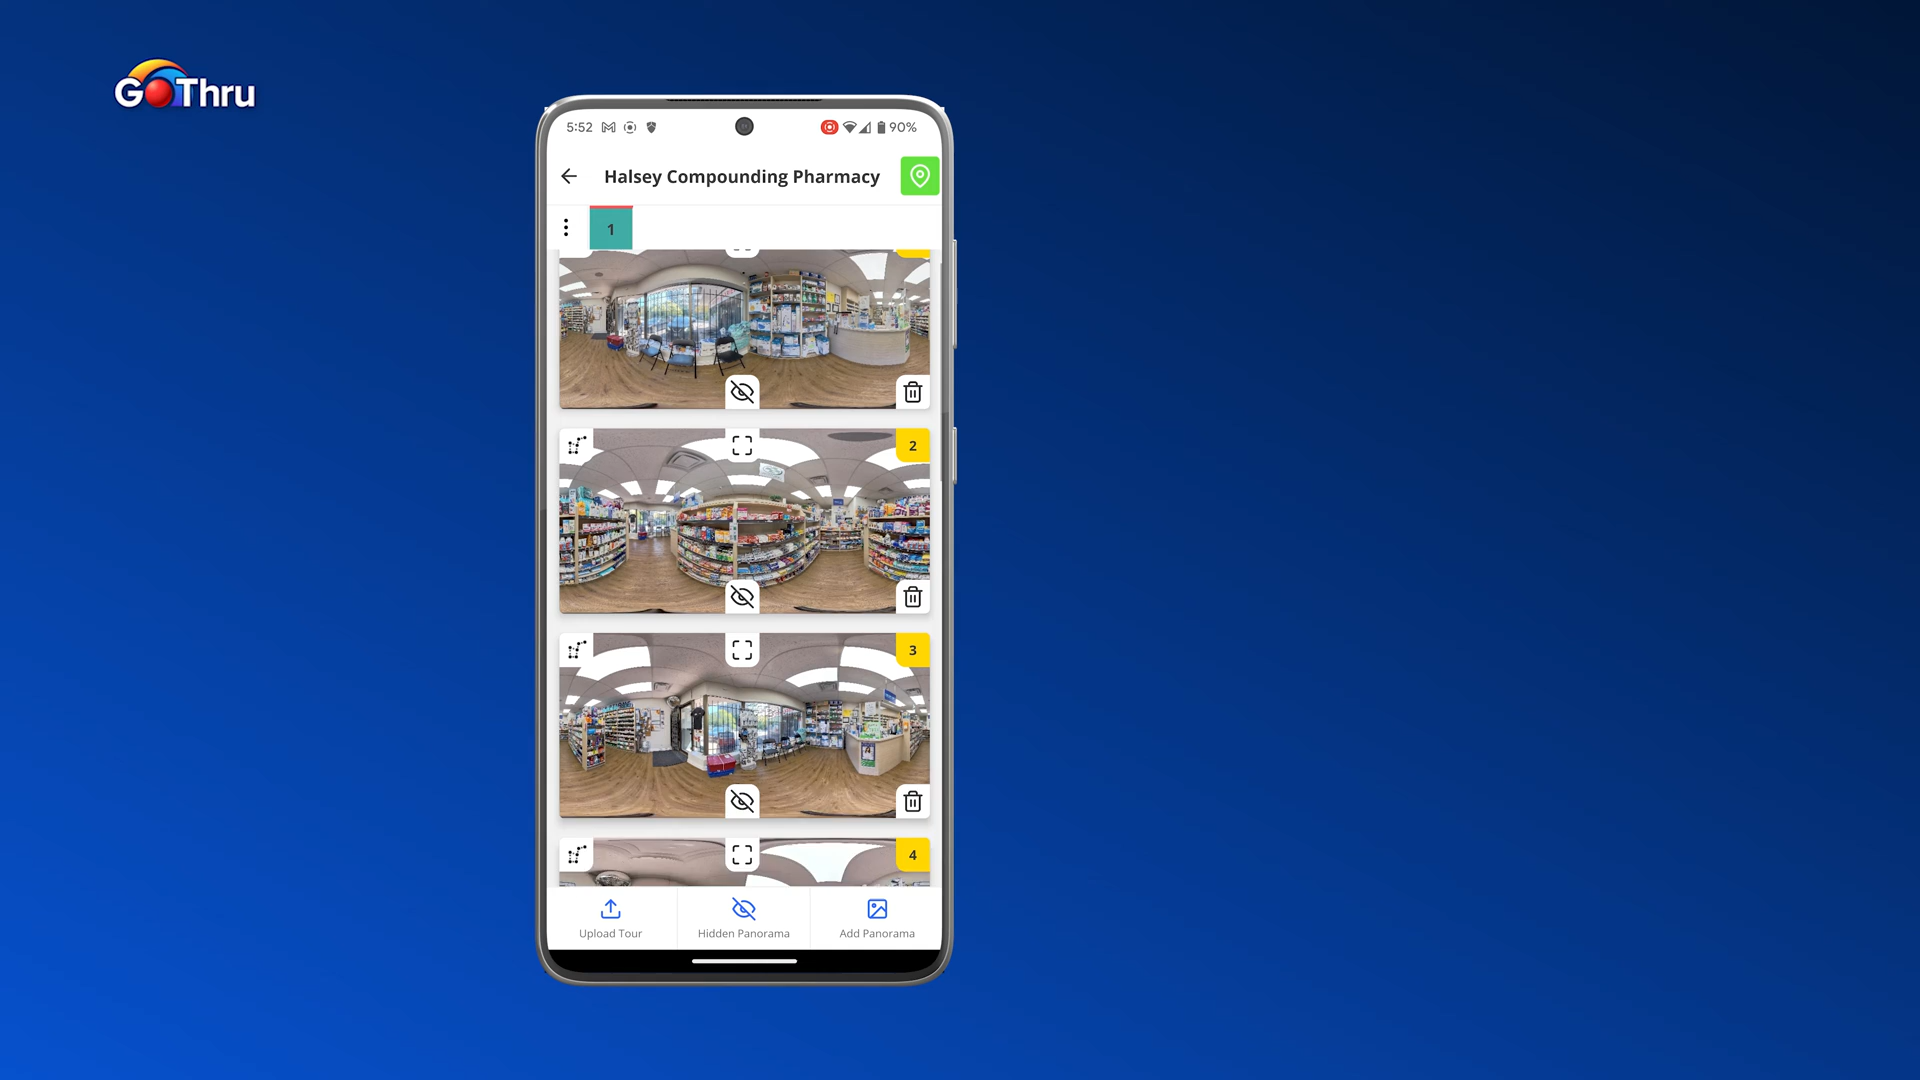 GoThru
5:52
90%
Halsey Compounding Pharmacy
1
2
3
4
Upload Tour
Hidden Panorama
Add Panorama